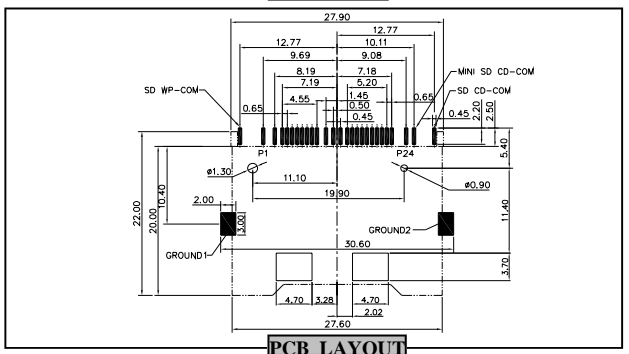 27.90
12.77
12.77 10.11
9.69 9.08
8.19 7.18
7.19 5.20
MINI SD CD-COM
SD WP-COM
SD CD-COM
4.55 1.45 0.65
0.65 0.50 0.45
0.45
2.20
2.50
P1 P24
5.40
ø1.30
11.10
ø0.90
19.90
10.40
2.00
3.00
22.00
20.00
11.40
GROUND2
30.60
GROUND1
3.70
4.70 3.28 4.70
2.02
27.60
PCB LAYOUT